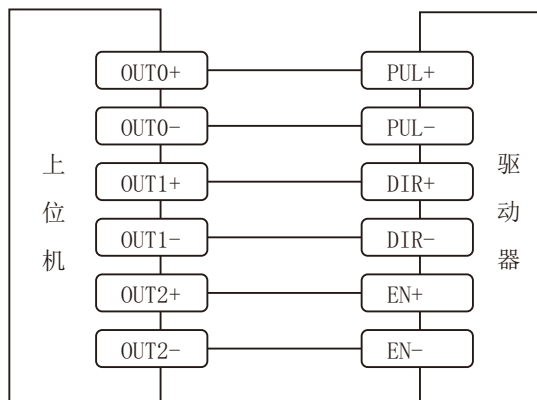 上位机
OUT0+
OUT0-
OUT1+
OUT1-
OUT2+
OUT2-
PUL+
PUL-
DIR+
DIR-
EN+
EN-
驱动器